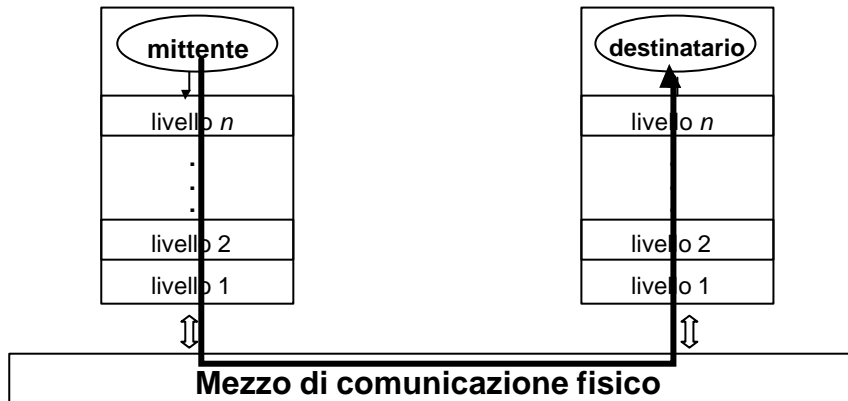 mittente
destinatario
livello n
livello n
.
.
.
livello 2
livello 2
livello 1
livello 1
Mezzo di comunicazione fisico